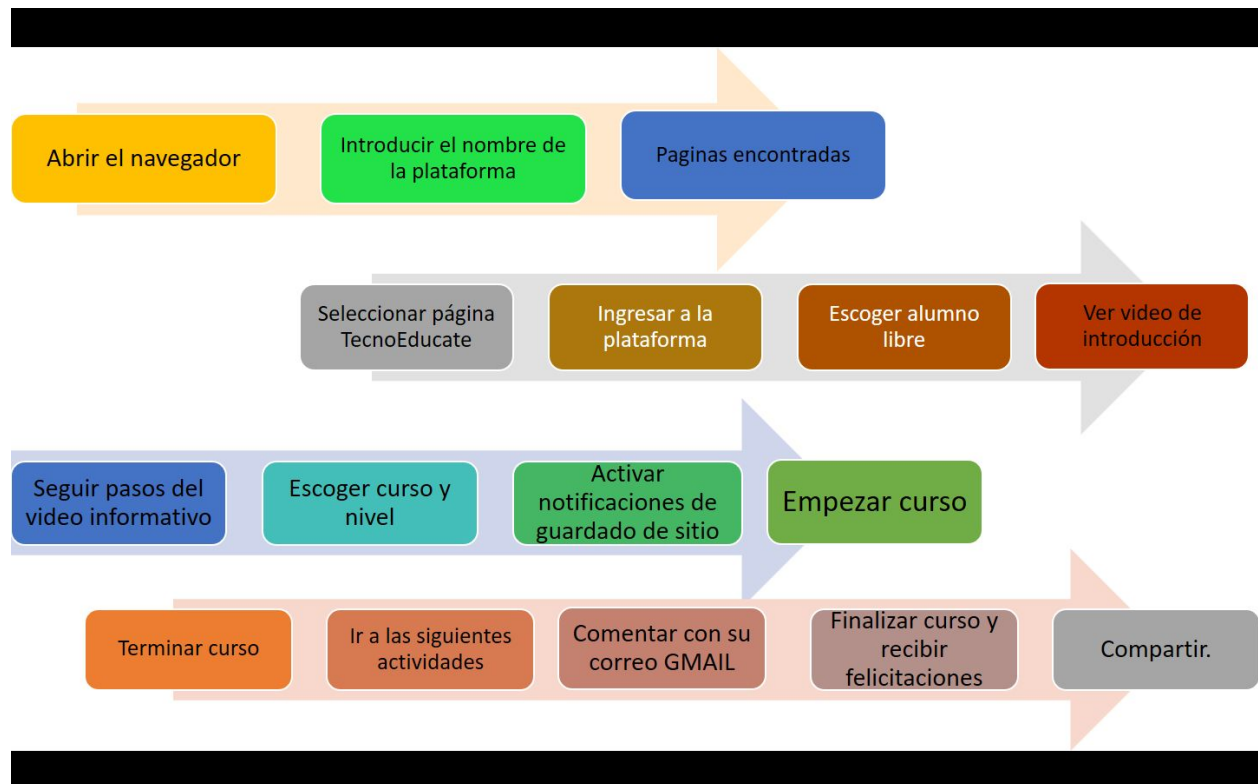 Abrir el navegador
Introducir el nombre de
la plataforma
Paginas encontradas
Seleccionar página
TecnoEducate
Ingresar a la
plataforma
Escoger alumno
libre
Ver video de
introducción
Seguir pasos del
video informativo
Escoger curso y
nivel
Activar
notificaciones de
guardado de sitio
Empezar curso
Terminar curso
Ir a las siguientes
actividades
Comentar con su
correo GMAIL
Finalizar curso y
recibir
felicitaciones
Compartir.